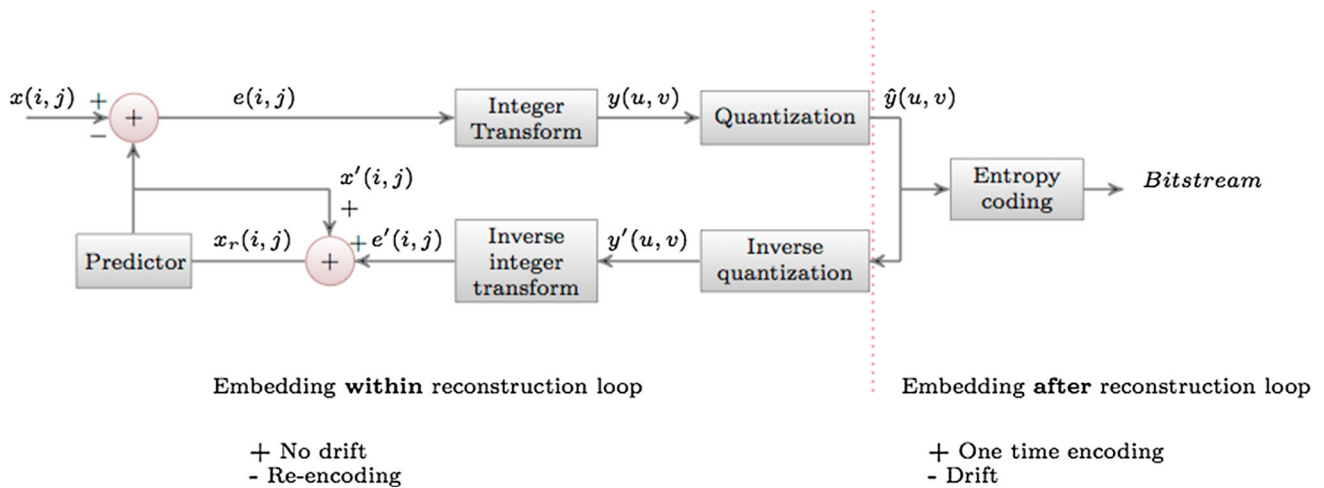 x(i, j)
+
−
+
e(i, j)
Integer
Transform
y(u, v)
Quantization
ŷ(u, v)
x′(i, j)
+
Entropy
coding
Bitstream
Predictor
x_r(i, j)
+
+
e′(i, j)
Inverse
integer
transform
y′(u, v)
Inverse
quantization
Embedding within reconstruction loop
+ No drift
- Re-encoding
Embedding after reconstruction loop
+ One time encoding
- Drift